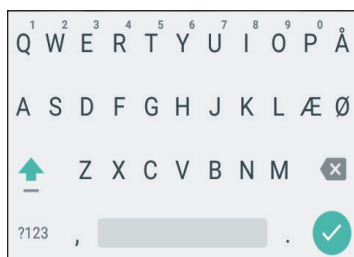 1 2 3 4 5 6 7 8 9 0
Q W E R T Y U I O P Å
A S D F G H J K L Æ Ø
Z X C V B N M
?123 , .